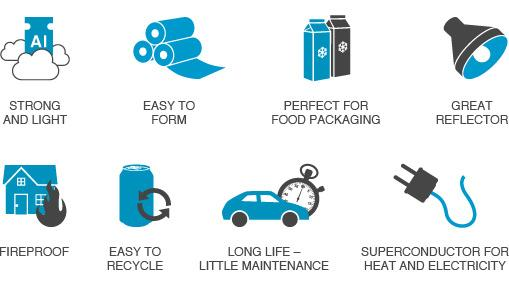 Al
STRONG
AND LIGHT
EASY TO
FORM
PERFECT FOR
FOOD PACKAGING
GREAT
REFLECTOR
FIREPROOF
EASY TO
RECYCLE
LONG LIFE –
LITTLE MAINTENANCE
SUPERCONDUCTOR FOR
HEAT AND ELECTRICITY